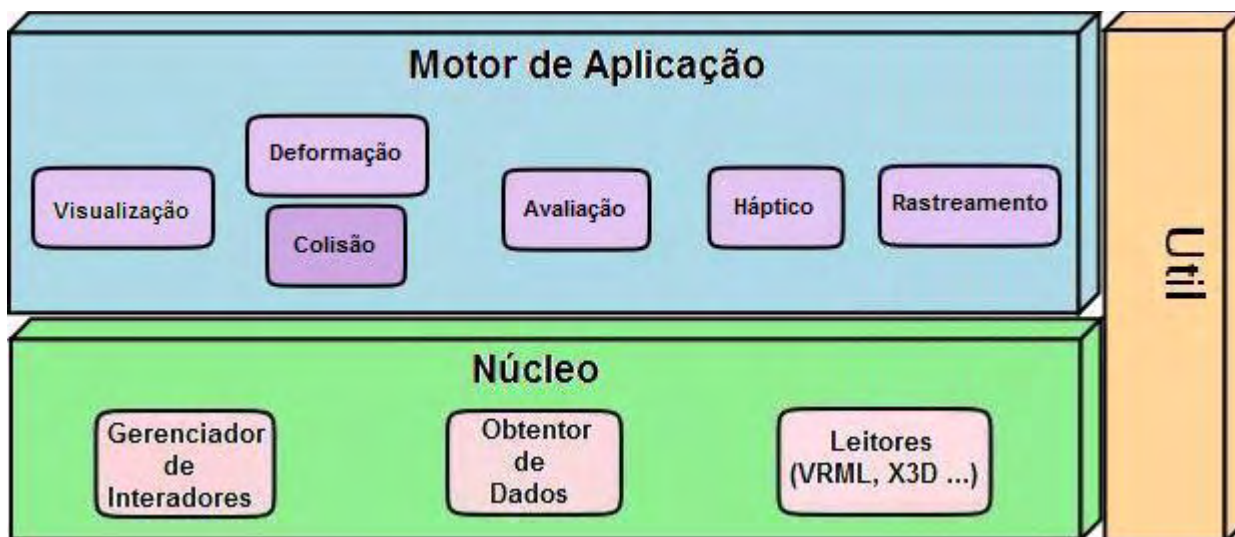 Motor de Aplicação
Deformação
Visualização
Colisão
Avaliação
Háptico
Rastreamento
Util
Núcleo
Gerenciador
de
Interadores
Obtentor
de
Dados
Leitores
(VRML, X3D ...)